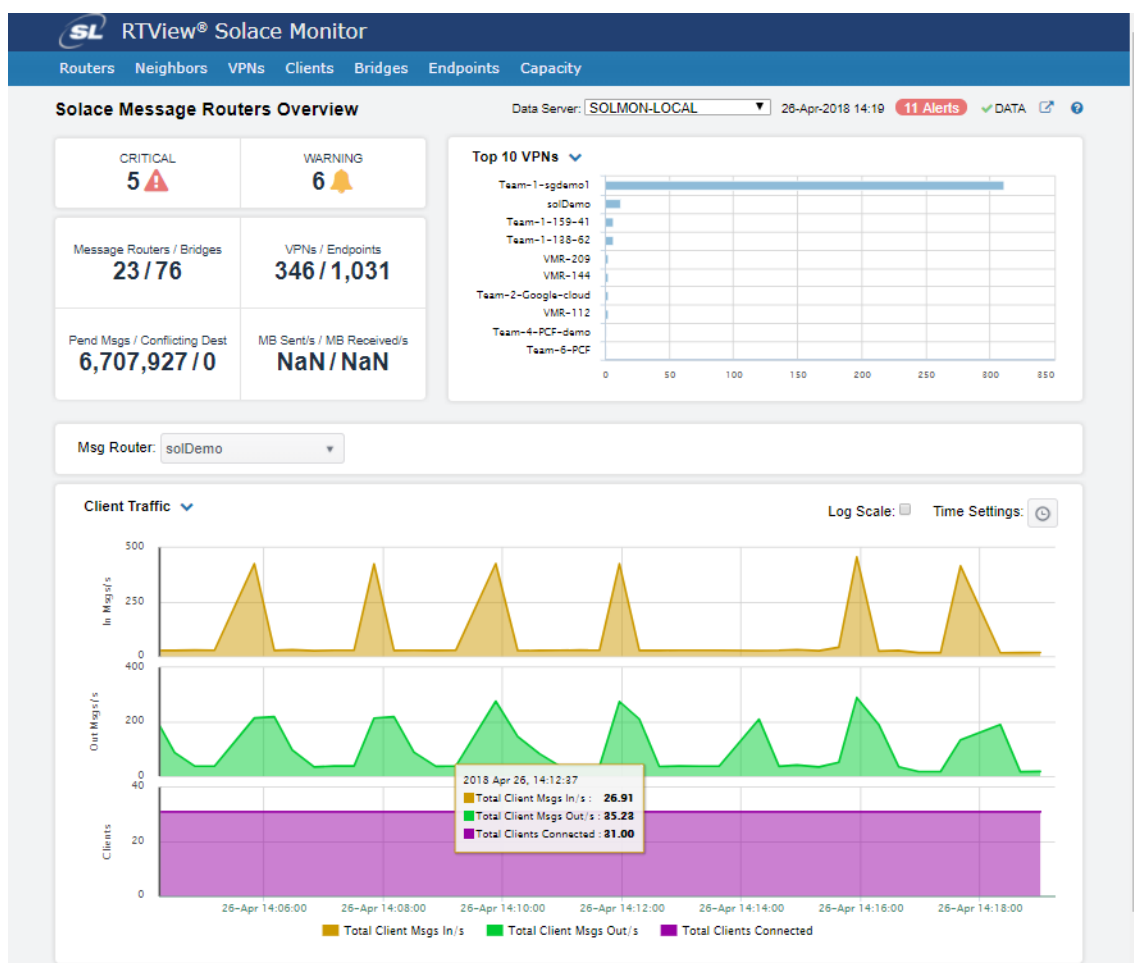 SL RTView® Solace Monitor
Routers Neighbors VPNs Clients Bridges Endpoints Capacity
Solace Message Routers Overview
Data Server: SOLMON-LOCAL 26-Apr-2018 14:19 11 Alerts DATA
CRITICAL
5
WARNING
6
Message Routers / Bridges
23 / 76
VPNs / Endpoints
346 / 1,031
Pend Msgs / Conflicting Dest
6,707,927 / 0
MB Sent/s / MB Received/s
NaN / NaN
Top 10 VPNs
Team-1-sgdemo1
solDemo
Team-1-159-41
Team-1-138-62
VMR-209
VMR-144
Team-2-Google-cloud
VMR-112
Team-4-PCF-demo
Team-6-PCF
0 50 100 150 200 250 300 350
Msg Router: solDemo
Client Traffic
Log Scale: Time Settings:
500
250
0
In Msgs/s
400
200
0
Out Msgs/s
40
20
0
Clients
2018 Apr 26, 14:12:37
Total Client Msgs In/s : 26.91
Total Client Msgs Out/s : 35.23
Total Clients Connected : 31.00
26-Apr 14:06:00 26-Apr 14:08:00 26-Apr 14:10:00 26-Apr 14:12:00 26-Apr 14:14:00 26-Apr 14:16:00 26-Apr 14:18:00
Total Client Msgs In/s Total Client Msgs Out/s Total Clients Connected